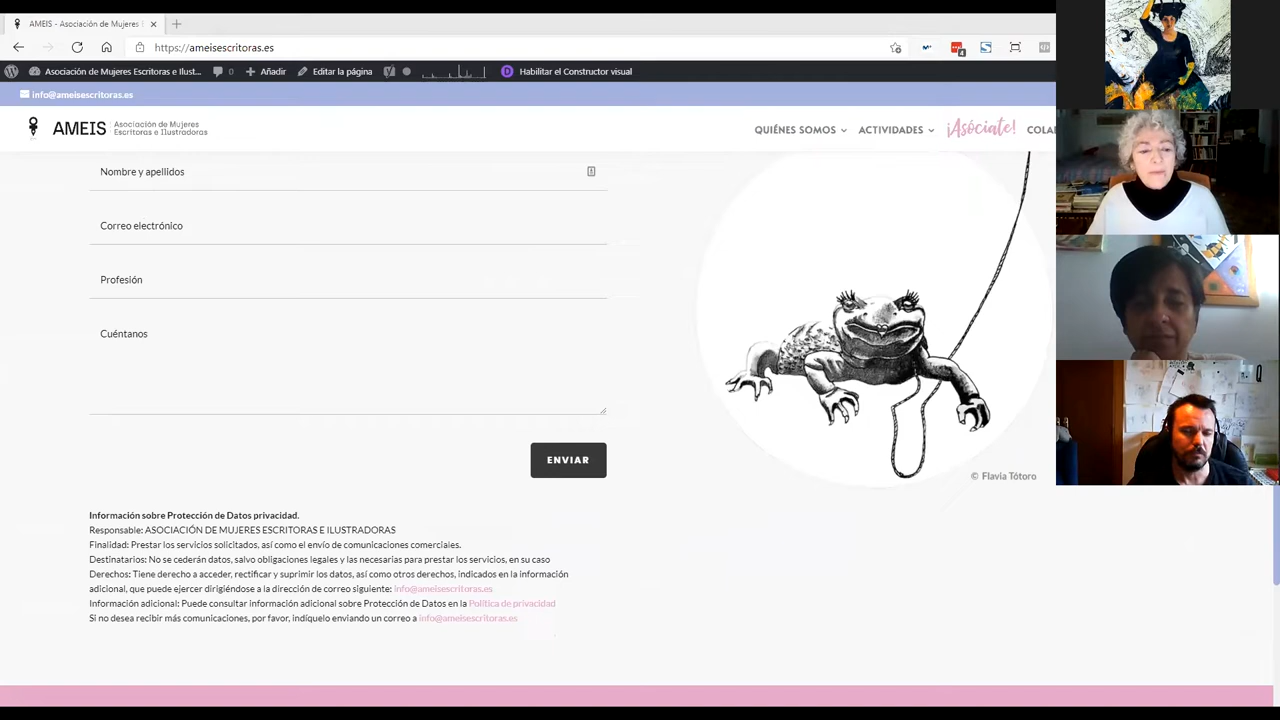 AMEIS - Asociación de Mujeres E
https://ameisescritoras.es
Asociación de Mujeres Escritoras e Ilust...
0
Añadir
Editar la página
Habilitar el Constructor visual
info@ameisescritoras.es
AMEIS
Asociación de Mujeres
Escritoras e Ilustradoras
QUIÉNES SOMOS
ACTIVIDADES
¡Asóciate!
COLA
Nombre y apellidos
Correo electrónico
Profesión
Cuéntanos
ENVIAR
© Flavia Tótoro
Información sobre Protección de Datos privacidad.
Responsable: ASOCIACIÓN DE MUJERES ESCRITORAS E ILUSTRADORAS
Finalidad: Prestar los servicios solicitados, así como el envío de comunicaciones comerciales.
Destinatarios: No se cederán datos, salvo obligaciones legales y las necesarias para prestar los servicios, en su caso
Derechos: Tiene derecho a acceder, rectificar y suprimir los datos, así como otros derechos, indicados en la información
adicional, que puede ejercer dirigiéndose a la dirección de correo siguiente: info@ameisescritoras.es
Información adicional: Puede consultar información adicional sobre Protección de Datos en la Política de privacidad
Si no desea recibir más comunicaciones, por favor, indíquelo enviando un correo a info@ameisescritoras.es